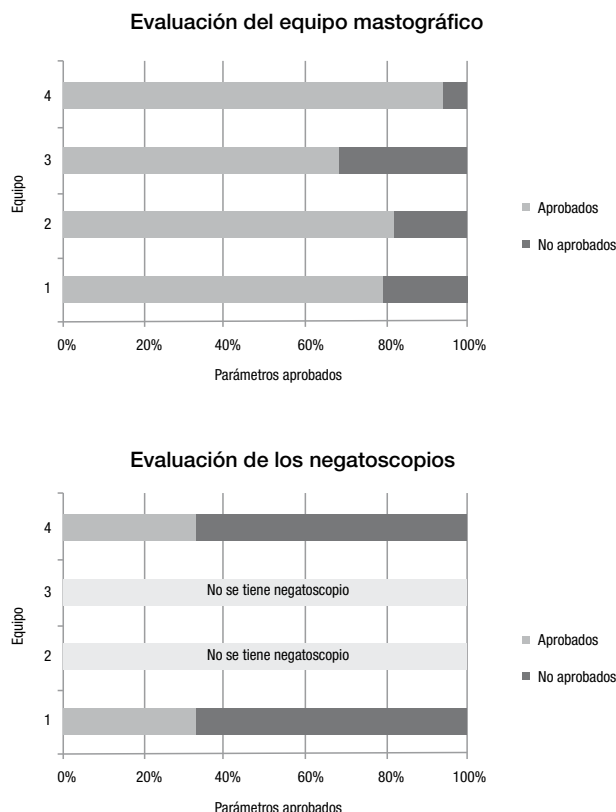 Evaluación del equipo mastográfico
4
3
2
1
Equipo
0% 20% 40% 60% 80% 100%
Parámetros aprobados
Aprobados
No aprobados
Evaluación de los negatoscopios
4
3
No se tiene negatoscopio
2
No se tiene negatoscopio
1
Equipo
0% 20% 40% 60% 80% 100%
Parámetros aprobados
Aprobados
No aprobados